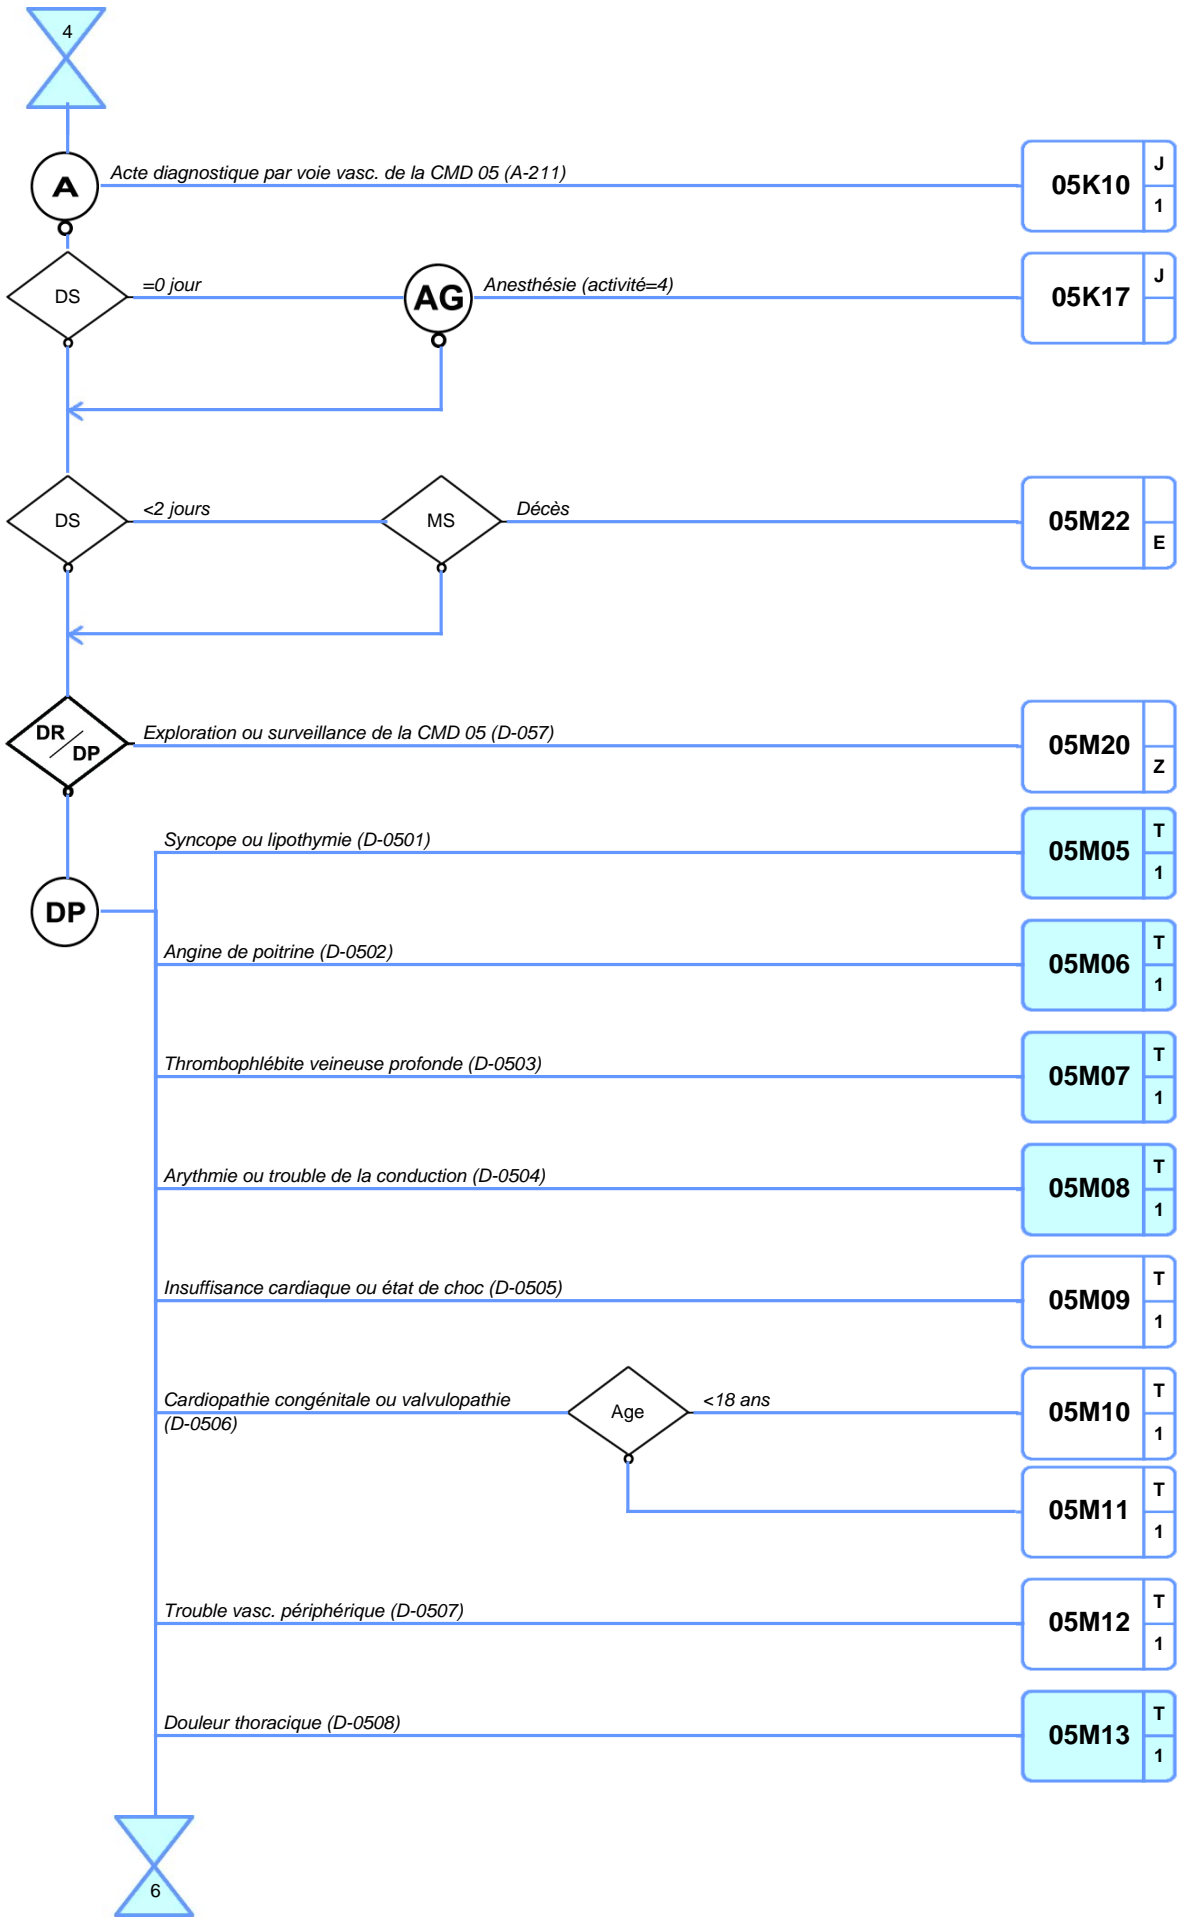 4
A
Acte diagnostique par voie vasc. de la CMD 05 (A-211)
05K10
J
1
DS
=0 jour
AG
Anesthésie (activité=4)
05K17
J
DS
<2 jours
MS
Décès
05M22
E
DR
DP
Exploration ou surveillance de la CMD 05 (D-057)
05M20
Z
DP
Syncope ou lipothymie (D-0501)
05M05
T
1
Angine de poitrine (D-0502)
05M06
T
1
Thrombophlébite veineuse profonde (D-0503)
05M07
T
1
Arythmie ou trouble de la conduction (D-0504)
05M08
T
1
Insuffisance cardiaque ou état de choc (D-0505)
05M09
T
1
Cardiopathie congénitale ou valvulopathie
(D-0506)
Age
<18 ans
05M10
T
1
05M11
T
1
Trouble vasc. périphérique (D-0507)
05M12
T
1
Douleur thoracique (D-0508)
05M13
T
1
6